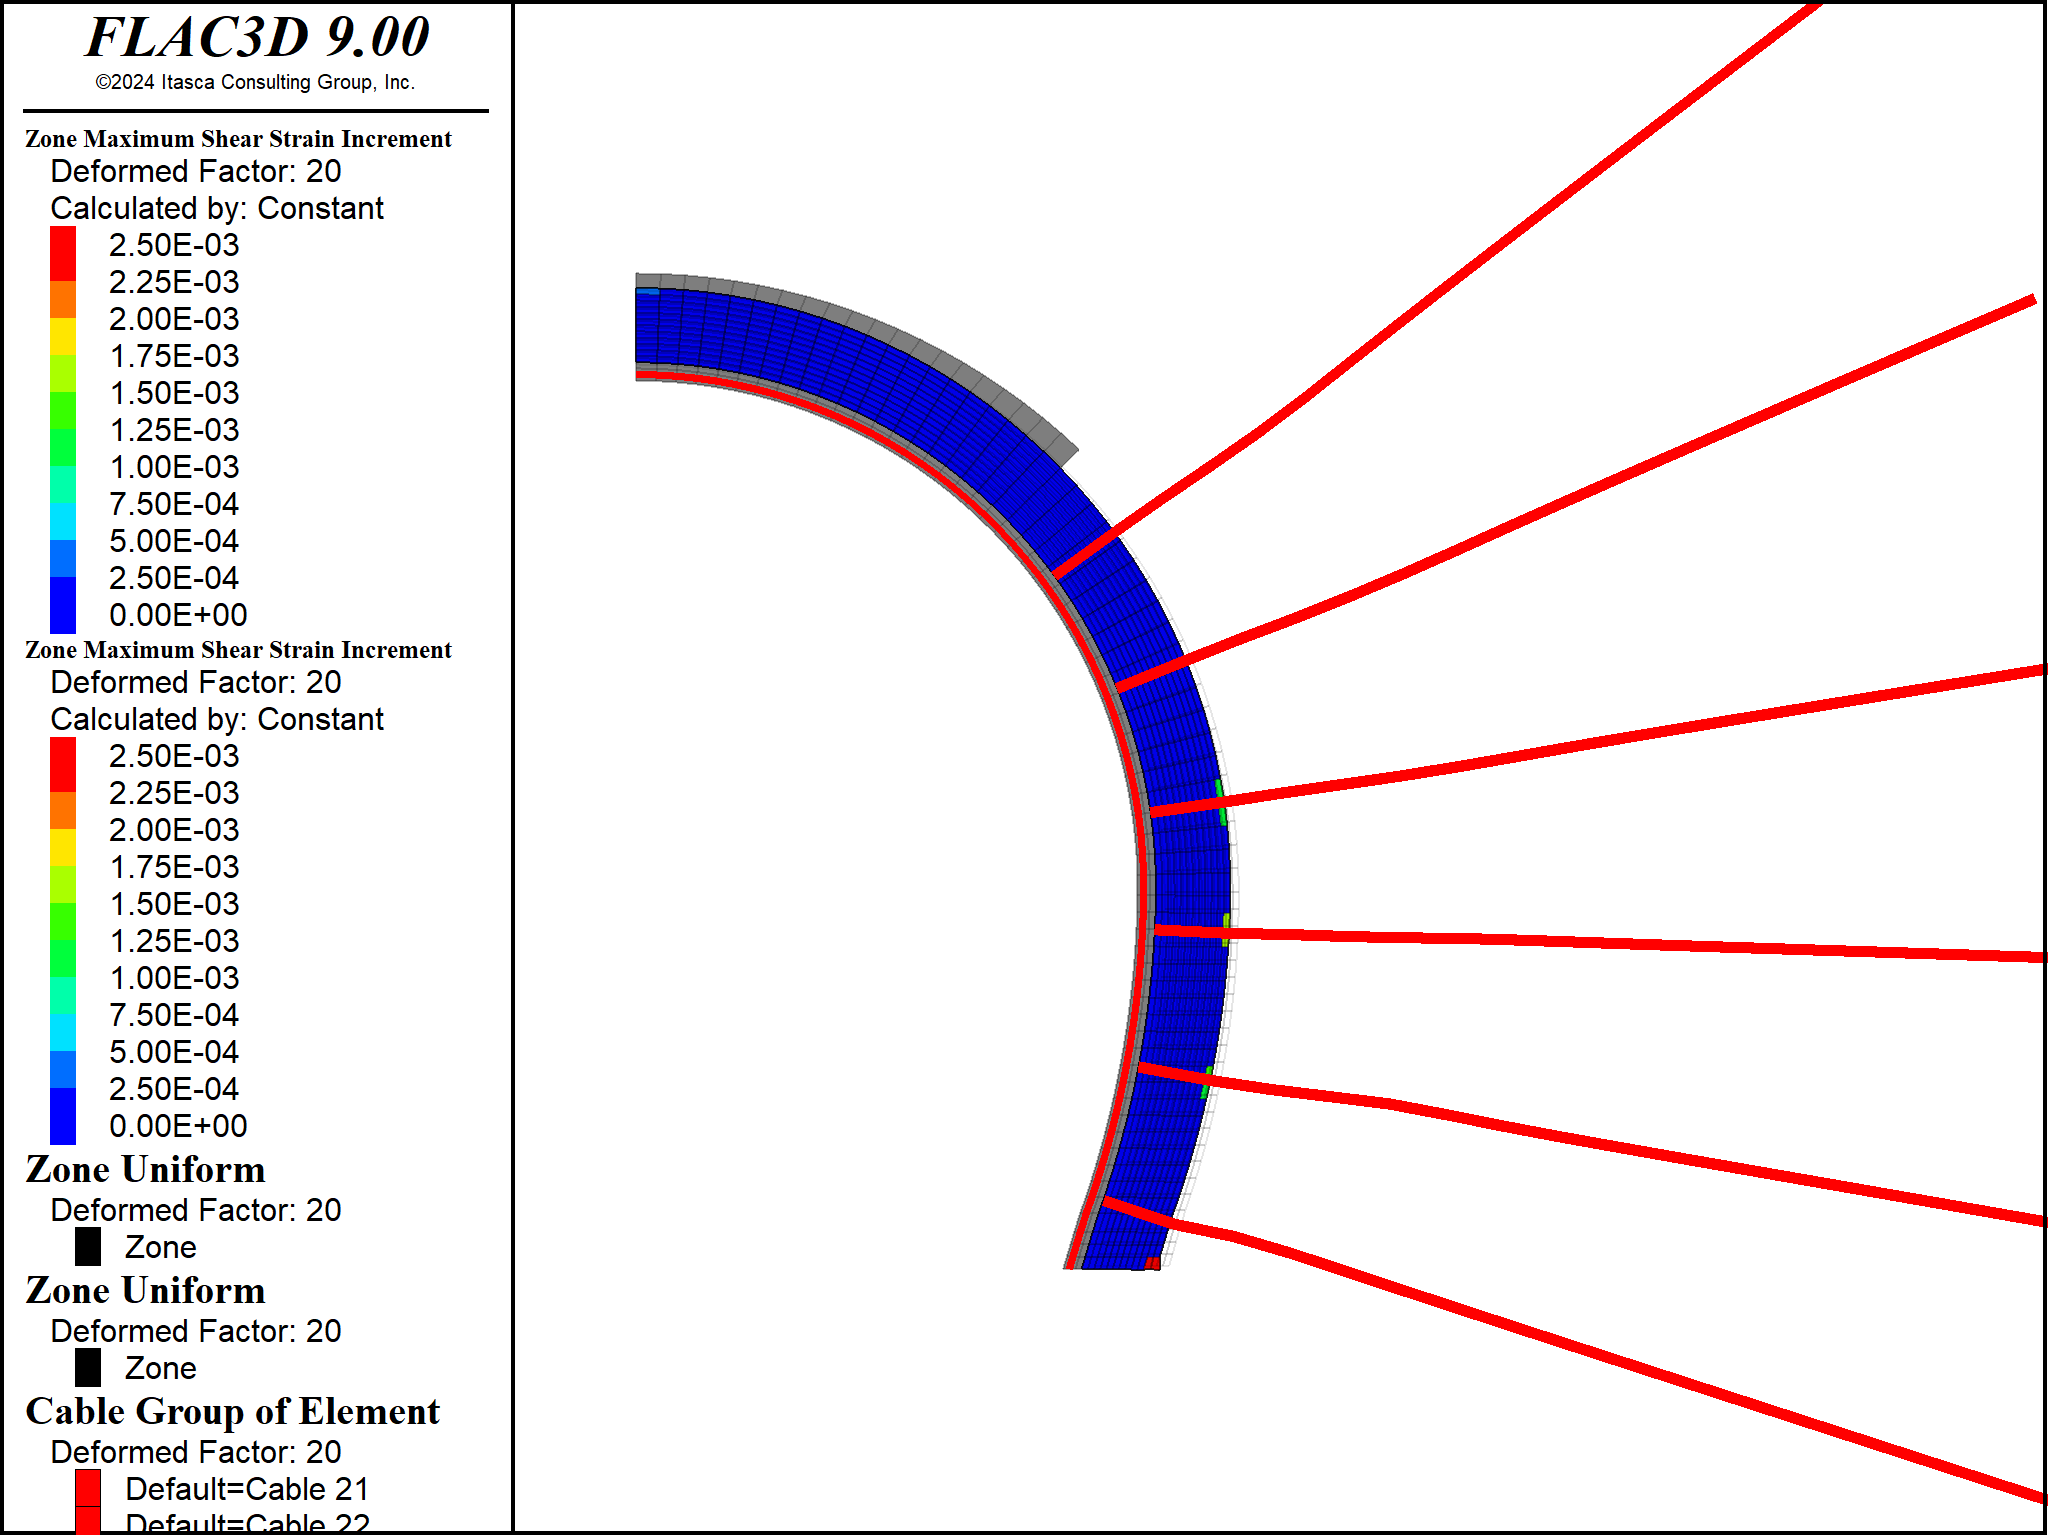 FLAC3D 9.00
©2024 Itasca Consulting Group, Inc.
Zone Maximum Shear Strain Increment
Deformed Factor: 20
Calculated by: Constant
2.50E-03
2.25E-03
2.00E-03
1.75E-03
1.50E-03
1.25E-03
1.00E-03
7.50E-04
5.00E-04
2.50E-04
0.00E+00
Zone Maximum Shear Strain Increment
Deformed Factor: 20
Calculated by: Constant
2.50E-03
2.25E-03
2.00E-03
1.75E-03
1.50E-03
1.25E-03
1.00E-03
7.50E-04
5.00E-04
2.50E-04
0.00E+00
Zone Uniform
Deformed Factor: 20
Zone
Zone Uniform
Deformed Factor: 20
Zone
Cable Group of Element
Deformed Factor: 20
Default=Cable 21
Default=Cable 22